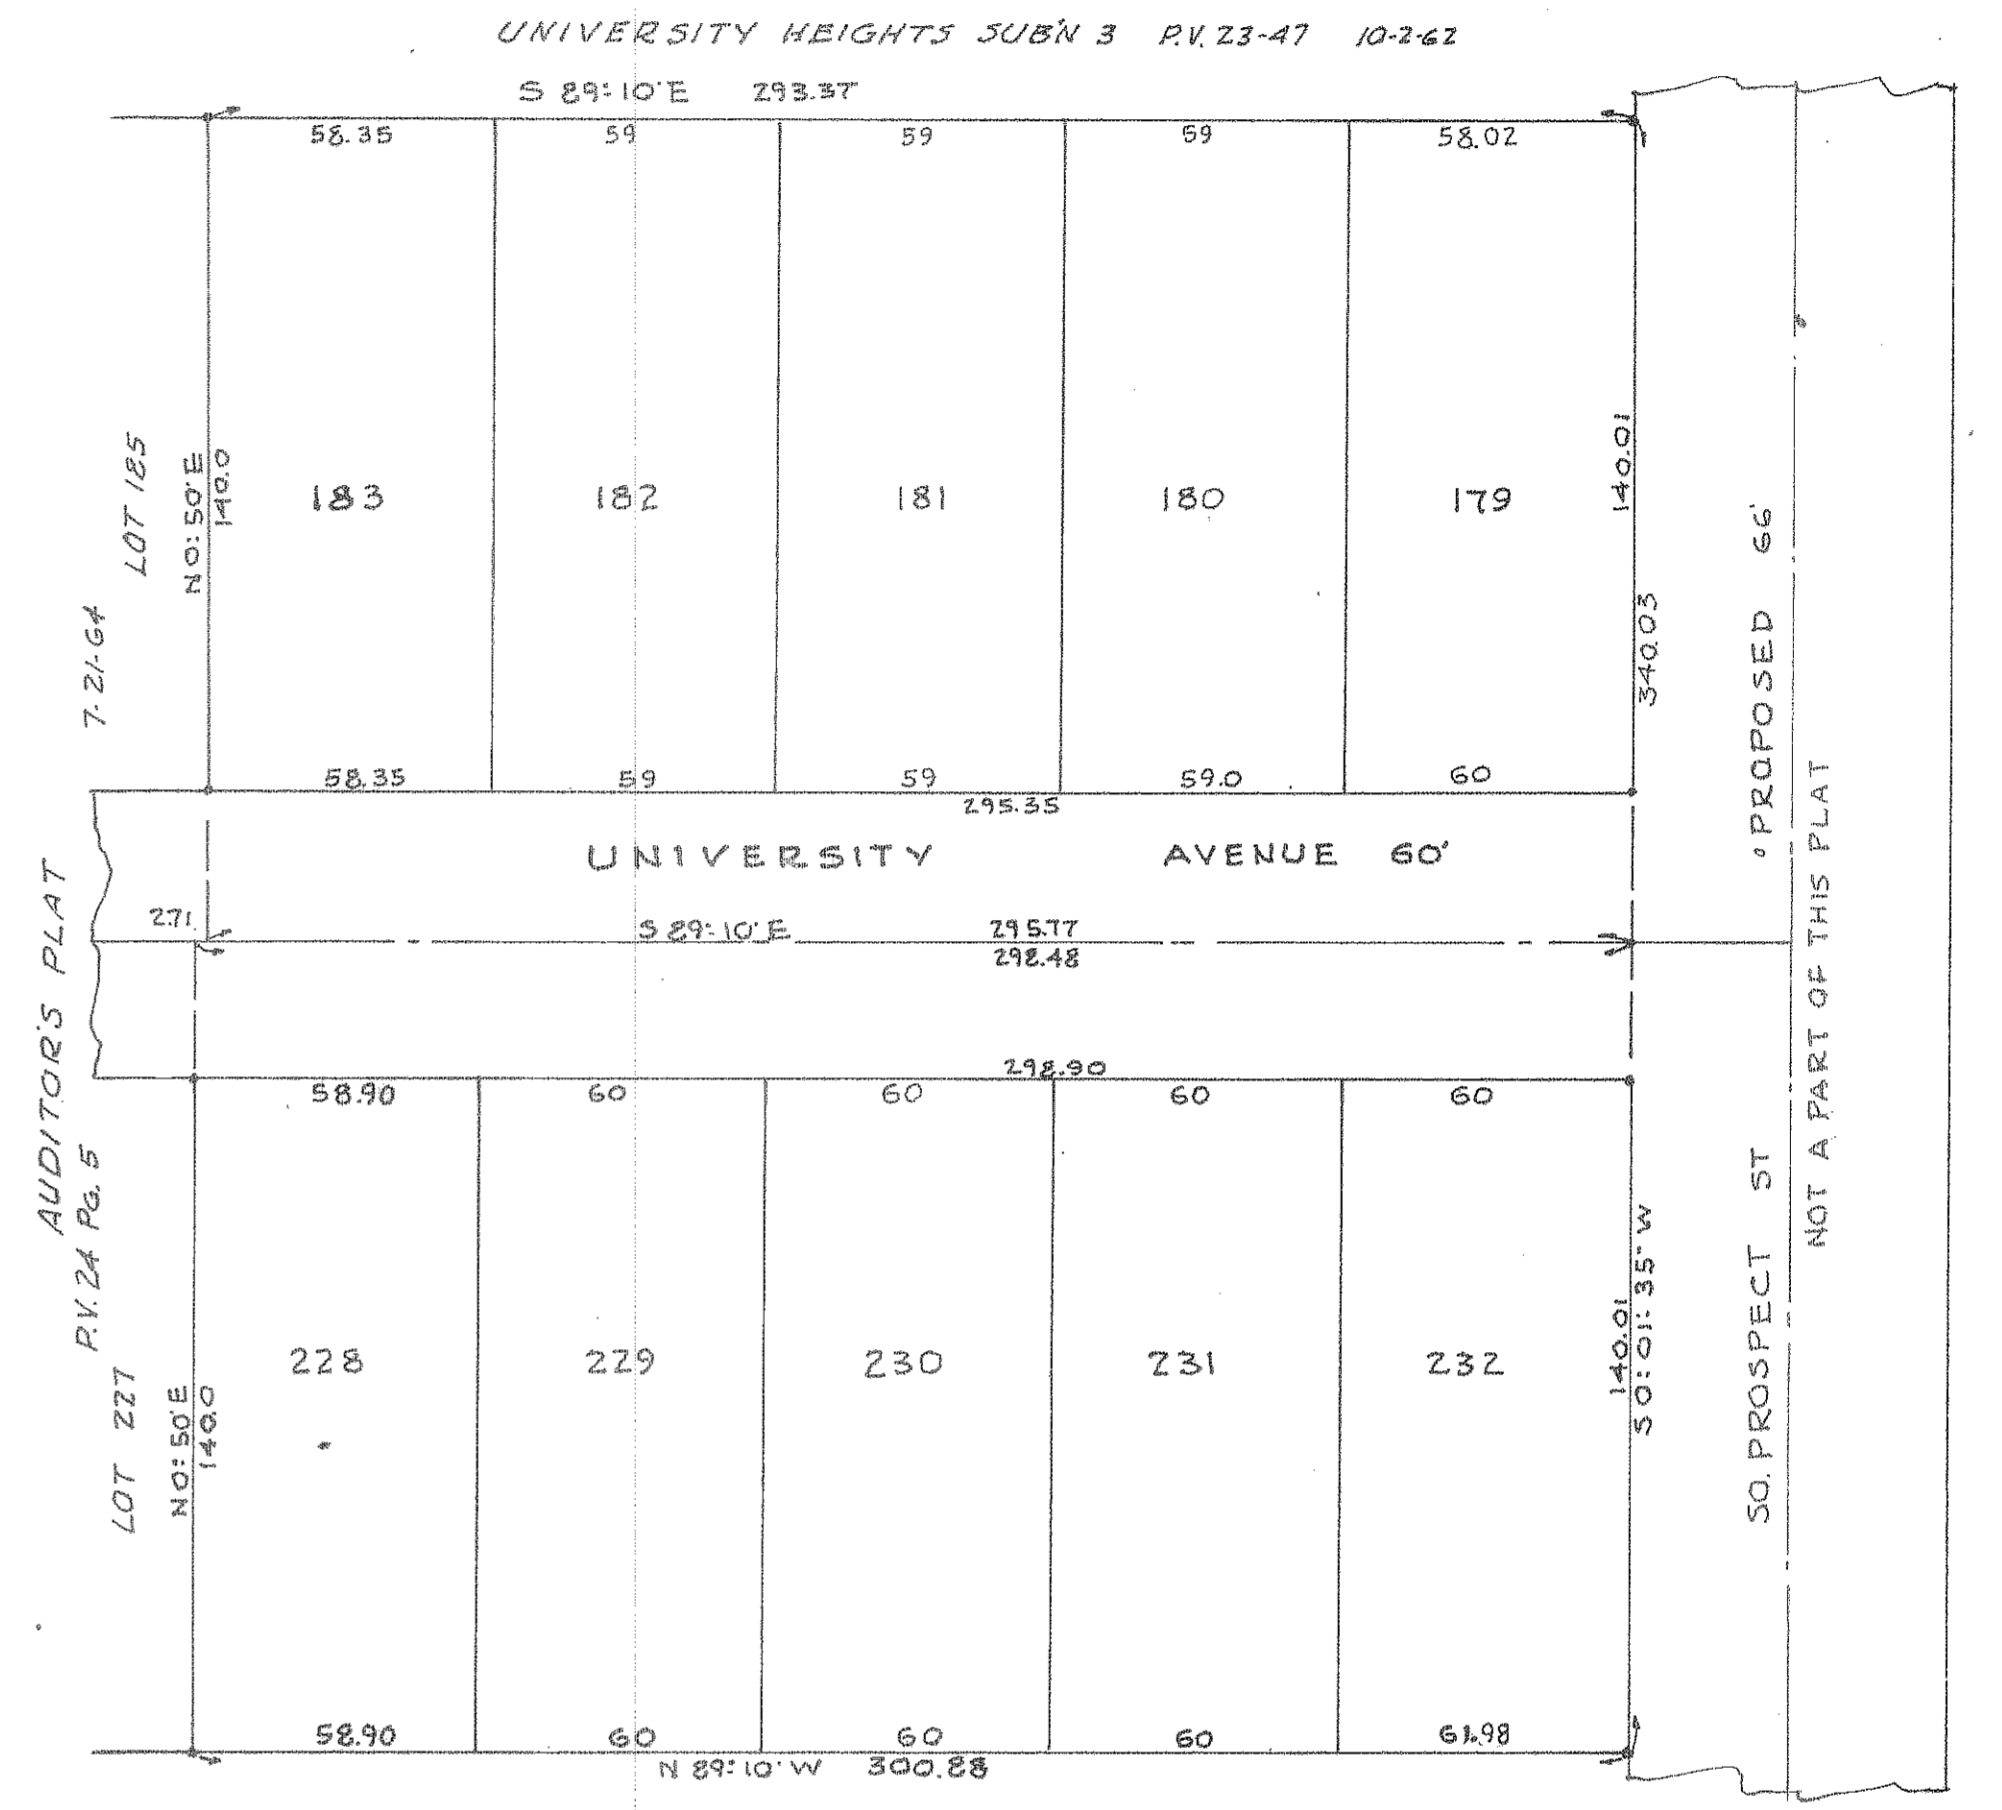 UNIVERSITY HEIGHTS SUB'N 3 P.V. 23-47 10-2-62
S 89:10'E 293.37
58.35 59 59 59 58.02
LOT 185
N0:50'E
140.0
183 182 181 180 179
140.01
340.03
7-21-64
58.35 59 59 59.0 60
295.35
UNIVERSITY AVENUE 60'
2.71
S 89:10'E 295.77
298.48
298.90
58.90 60 60 60 60
AUDITOR'S PLAT
P.V. 24 PG. 5
LOT 227
N0:50'E
140.0
228 229 230 231 232
140.01
S0:01:35"W
58.90 60 60 60 61.98
N 89:10'W 300.88
PROPOSED 66'
SO. PROSPECT ST
NOT A PART OF THIS PLAT